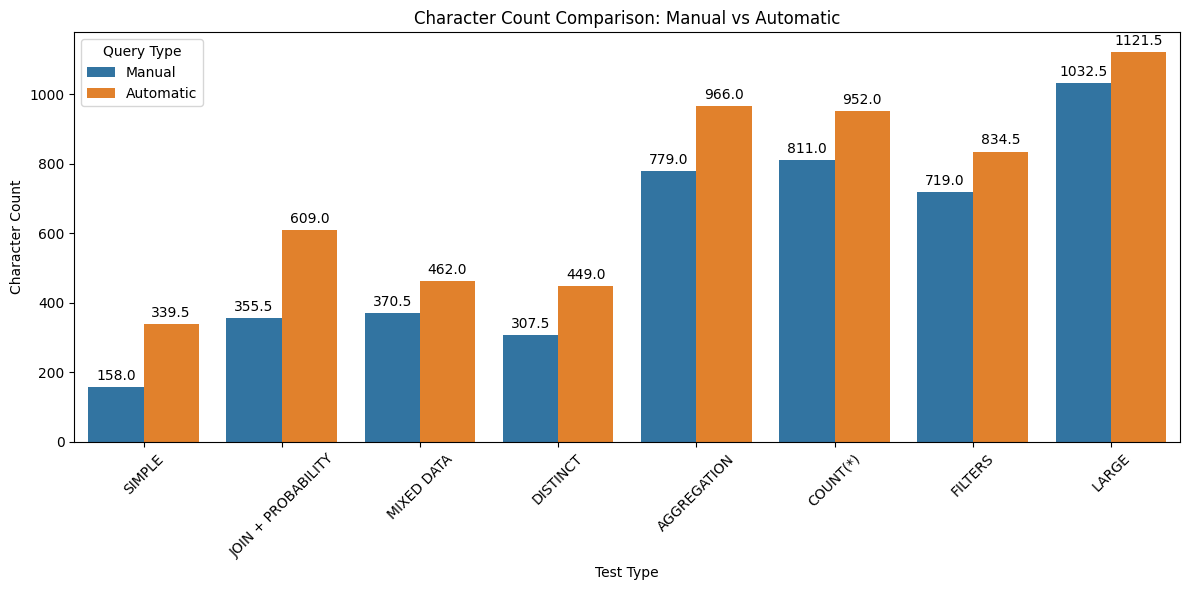 Character Count Comparison: Manual vs Automatic
Query Type
Manual
Automatic
Character Count
0
200
400
600
800
1000
158.0
339.5
355.5
609.0
370.5
462.0
307.5
449.0
779.0
966.0
811.0
952.0
719.0
834.5
1032.5
1121.5
SIMPLE
JOIN + PROBABILITY
MIXED DATA
DISTINCT
AGGREGATION
COUNT(*)
FILTERS
LARGE
Test Type